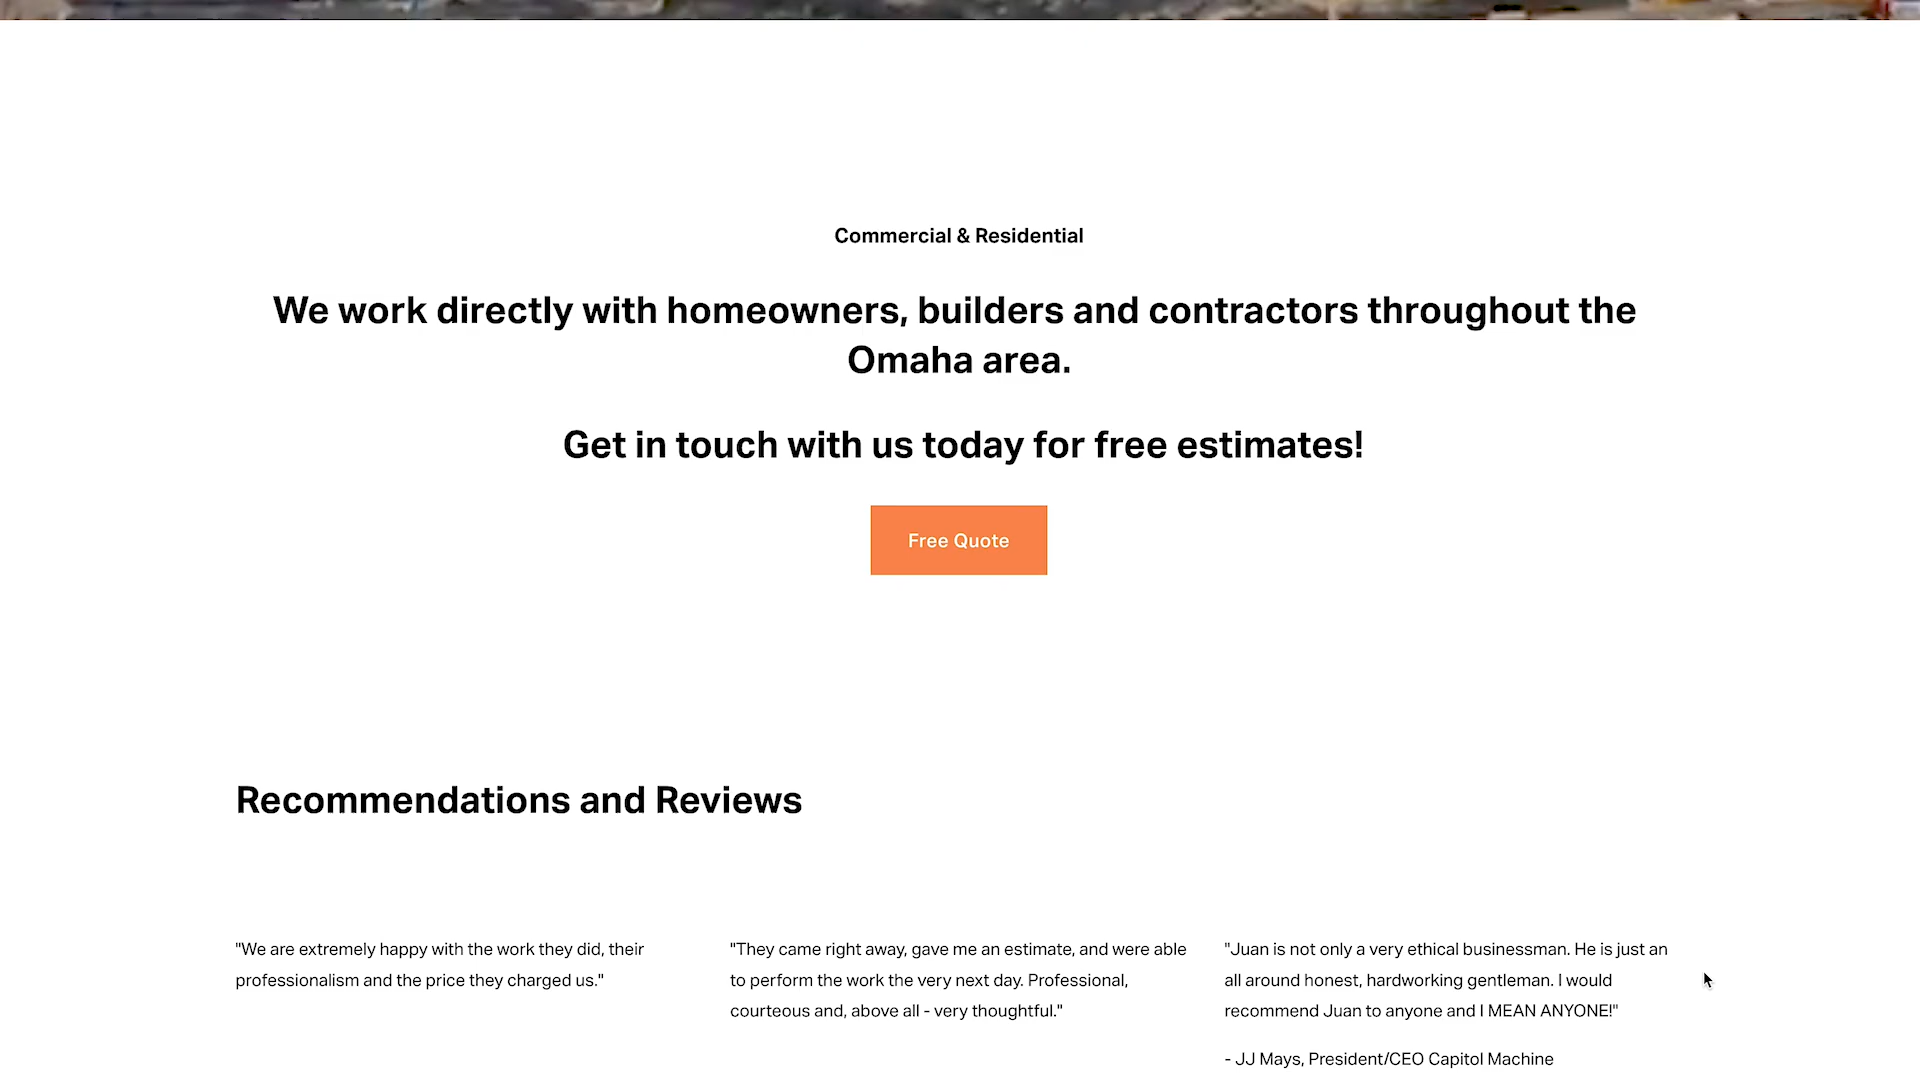 Commercial & Residential
We work directly with homeowners, builders and contractors throughout the
Omaha area.
Get in touch with us today for free estimates!
Free Quote
Recommendations and Reviews
"We are extremely happy with the work they did, their
professionalism and the price they charged us."
"They came right away, gave me an estimate, and were able
to perform the work the very next day. Professional,
courteous and, above all - very thoughtful."
"Juan is not only a very ethical businessman. He is just an
all around honest, hardworking gentleman. I would
recommend Juan to anyone and I MEAN ANYONE!"
- JJ Mays, President/CEO Capitol Machine